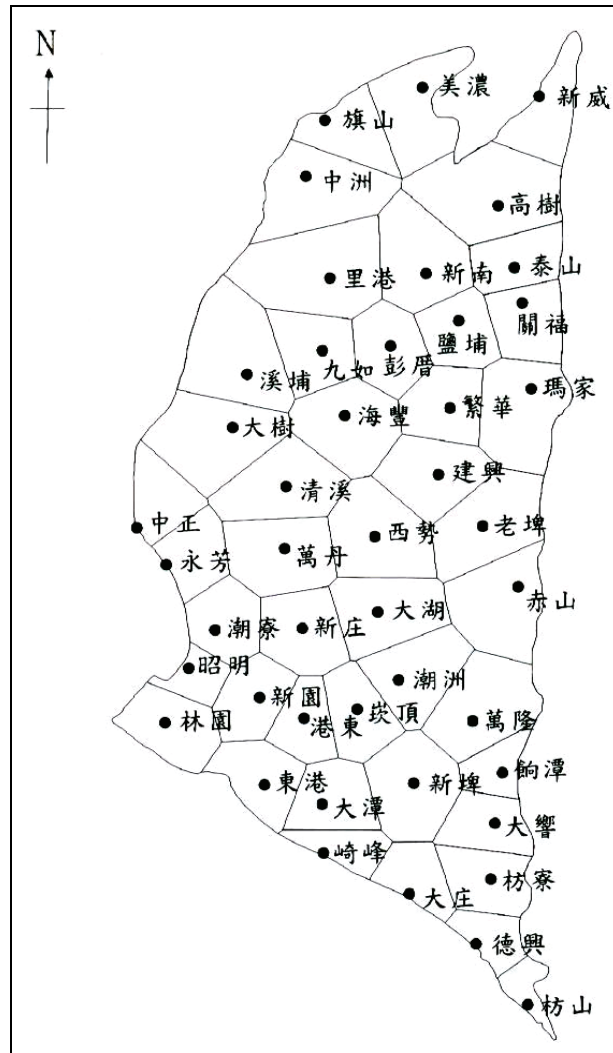 N
美濃
新威
旗山
中洲
高樹
里港
新南
泰山
關福
鹽埔
九如
彭厝
溪埔
瑪家
海豐
繁華
大樹
建興
清溪
中正
西勢
老埤
永芳
萬丹
赤山
大湖
潮寮
新庄
昭明
潮洲
新園
崁頂
林園
港東
萬隆
餉潭
東港
新埤
大潭
大響
崎峰
枋寮
大庄
德興
枋山